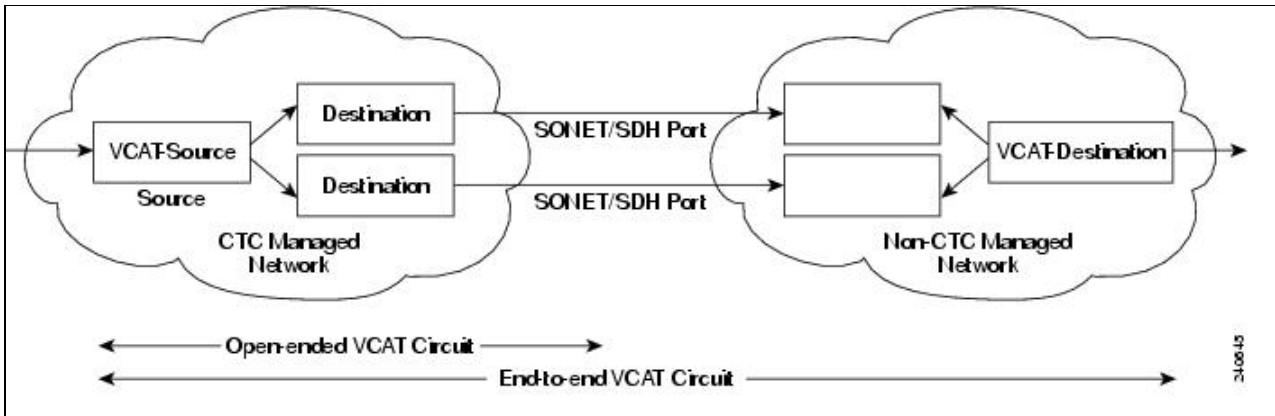 Destination
SONET/SDH Port
VCAT-Source
VCAT-Destination
Source
Destination
SONET/SDH Port
CTC Managed
Network
Non-CTC Managed
Network
Open-ended VCAT Circuit
End-to-end VCAT Circuit
240645